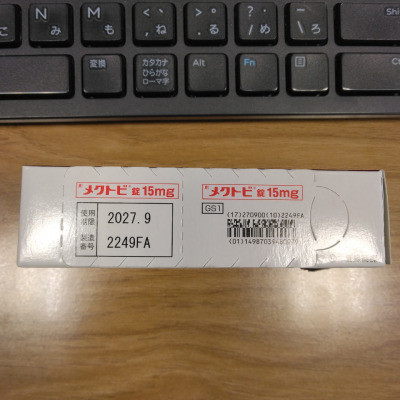 N
M
ね
る
め
ろ
Shi
こ
み
も
変換
カタカナ
ひらがな
ローマ字
Alt
Fn
メクトビ錠15mg
メクトビ錠15mg
使用期限
2027.9
製造番号
2249FA
GS1
(17)270900(10)2249FA